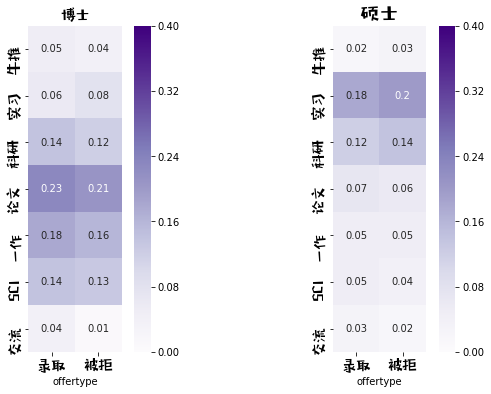 博士
硕士
0.40
0.32
0.24
0.16
0.08
0.00
牛推 0.05 0.04
实习 0.06 0.08
科研 0.14 0.12
论文 0.23 0.21
一作 0.18 0.16
SCI 0.14 0.13
交流 0.04 0.01
录取 被拒
offertype
0.40
0.32
0.24
0.16
0.08
0.00
牛推 0.02 0.03
实习 0.18 0.2
科研 0.12 0.14
论文 0.07 0.06
一作 0.05 0.05
SCI 0.05 0.04
交流 0.03 0.02
录取 被拒
offertype